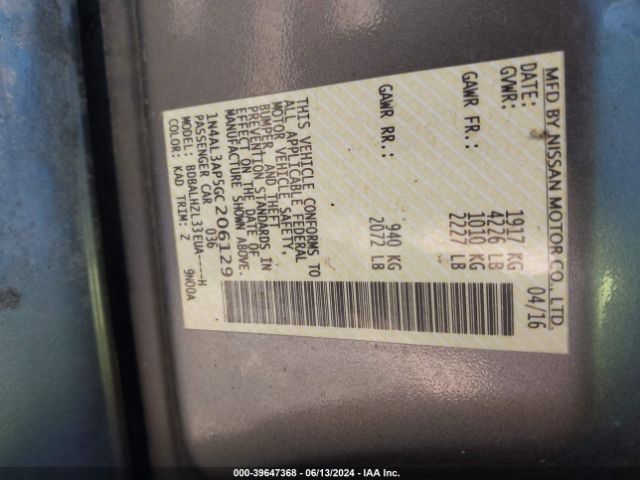 MFD BY NISSAN MOTOR CO., LTD.
DATE: 04/16
GVWR: 1917 KG
4226 LB
GAWR FR.: 1010 KG
2227 LB
GAWR RR.: 940 KG
2072 LB
THIS VEHICLE CONFORMS TO
ALL APPLICABLE FEDERAL
MOTOR VEHICLE SAFETY,
BUMPER, AND THEFT
PREVENTION STANDARDS IN
EFFECT ON THE DATE OF
MANUFACTURE SHOWN ABOVE.
1N4AL3AP5GC206129
PASSENGER CAR 036
MODEL: BDBALHZL33EUA----H
COLOR: KAD TRIM: Z 9N00A
000-39647368 - 06/13/2024 - IAA Inc.